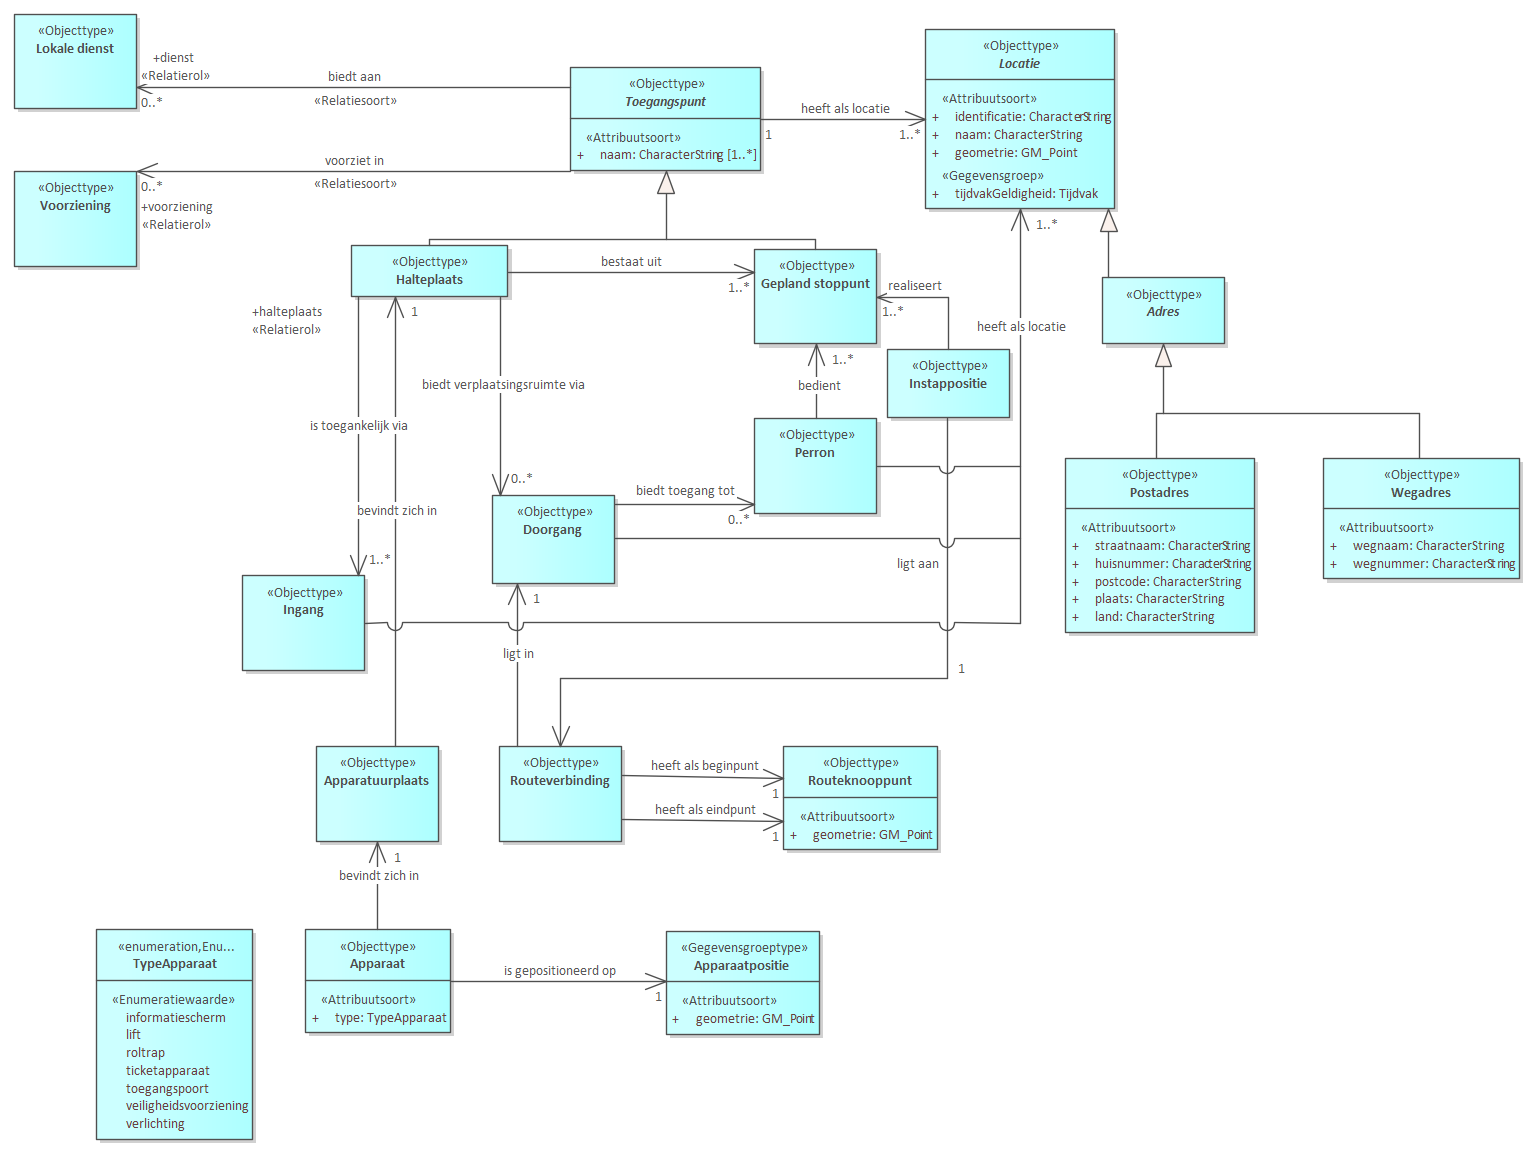 «Objecttype»
Lokale dienst
+dienst
«Relatierol»
0..*
biedt aan
«Relatiesoort»
«Objecttype»
Toegangspunt
«Attribuutsoort»
+ naam: CharacterString [1..*]
heeft als locatie
1
1..*
«Objecttype»
Locatie
«Attribuutsoort»
+ identificatie: CharacterString
+ naam: CharacterString
+ geometrie: GM_Point
«Gegevensgroep»
+ tijdvakGeldigheid: Tijdvak
voorziet in
«Relatiesoort»
0..*
+voorziening
«Relatierol»
«Objecttype»
Voorziening
1..*
«Objecttype»
Halteplaats
bestaat uit
1..*
«Objecttype»
Gepland stoppunt
realiseert
1..*
«Objecttype»
Adres
+halteplaats
«Relatierol»
1
heeft als locatie
«Objecttype»
Instappositie
1..*
bedient
biedt verplaatsingsruimte via
is toegankelijk via
«Objecttype»
Perron
«Objecttype»
Postadres
«Attribuutsoort»
+ straatnaam: CharacterString
+ huisnummer: CharacterString
+ postcode: CharacterString
+ plaats: CharacterString
+ land: CharacterString
«Objecttype»
Wegadres
«Attribuutsoort»
+ wegnaam: CharacterString
+ wegnummer: CharacterString
0..*
biedt toegang tot
0..*
bevindt zich in
«Objecttype»
Doorgang
1..*
ligt aan
«Objecttype»
Ingang
1
ligt in
1
«Objecttype»
Apparatuurplaats
«Objecttype»
Routeverbinding
heeft als beginpunt
1
heeft als eindpunt
1
«Objecttype»
Routeknooppunt
«Attribuutsoort»
+ geometrie: GM_Point
1
bevindt zich in
«enumeration,Enu...
TypeApparaat
«Enumeratiewaarde»
informatiescherm
lift
roltrap
ticketapparaat
toegangspoort
veiligheidsvoorziening
verlichting
«Objecttype»
Apparaat
«Attribuutsoort»
+ type: TypeApparaat
is gepositioneerd op
1
«Gegevensgroeptype»
Apparaatpositie
«Attribuutsoort»
+ geometrie: GM_Point